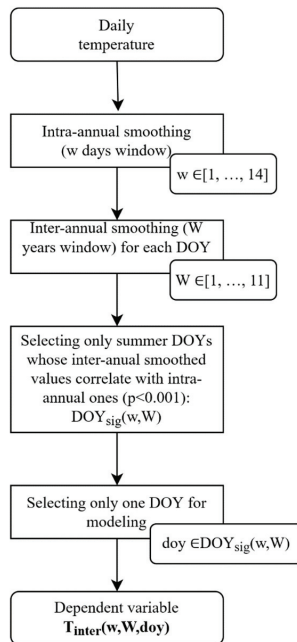 Daily
temperature
Intra-annual smoothing
(w days window)
w ∈[1, …, 14]
Inter-annual smoothing (W
years window) for each DOY
W ∈[1, …, 11]
Selecting only summer DOYs
whose inter-anual smoothed
values correlate with intra-
annual ones (p<0.001):
DOYsig(w,W)
Selecting only one DOY for
modeling
doy ∈DOYsig(w,W)
Dependent variable
Tinter(w,W,doy)